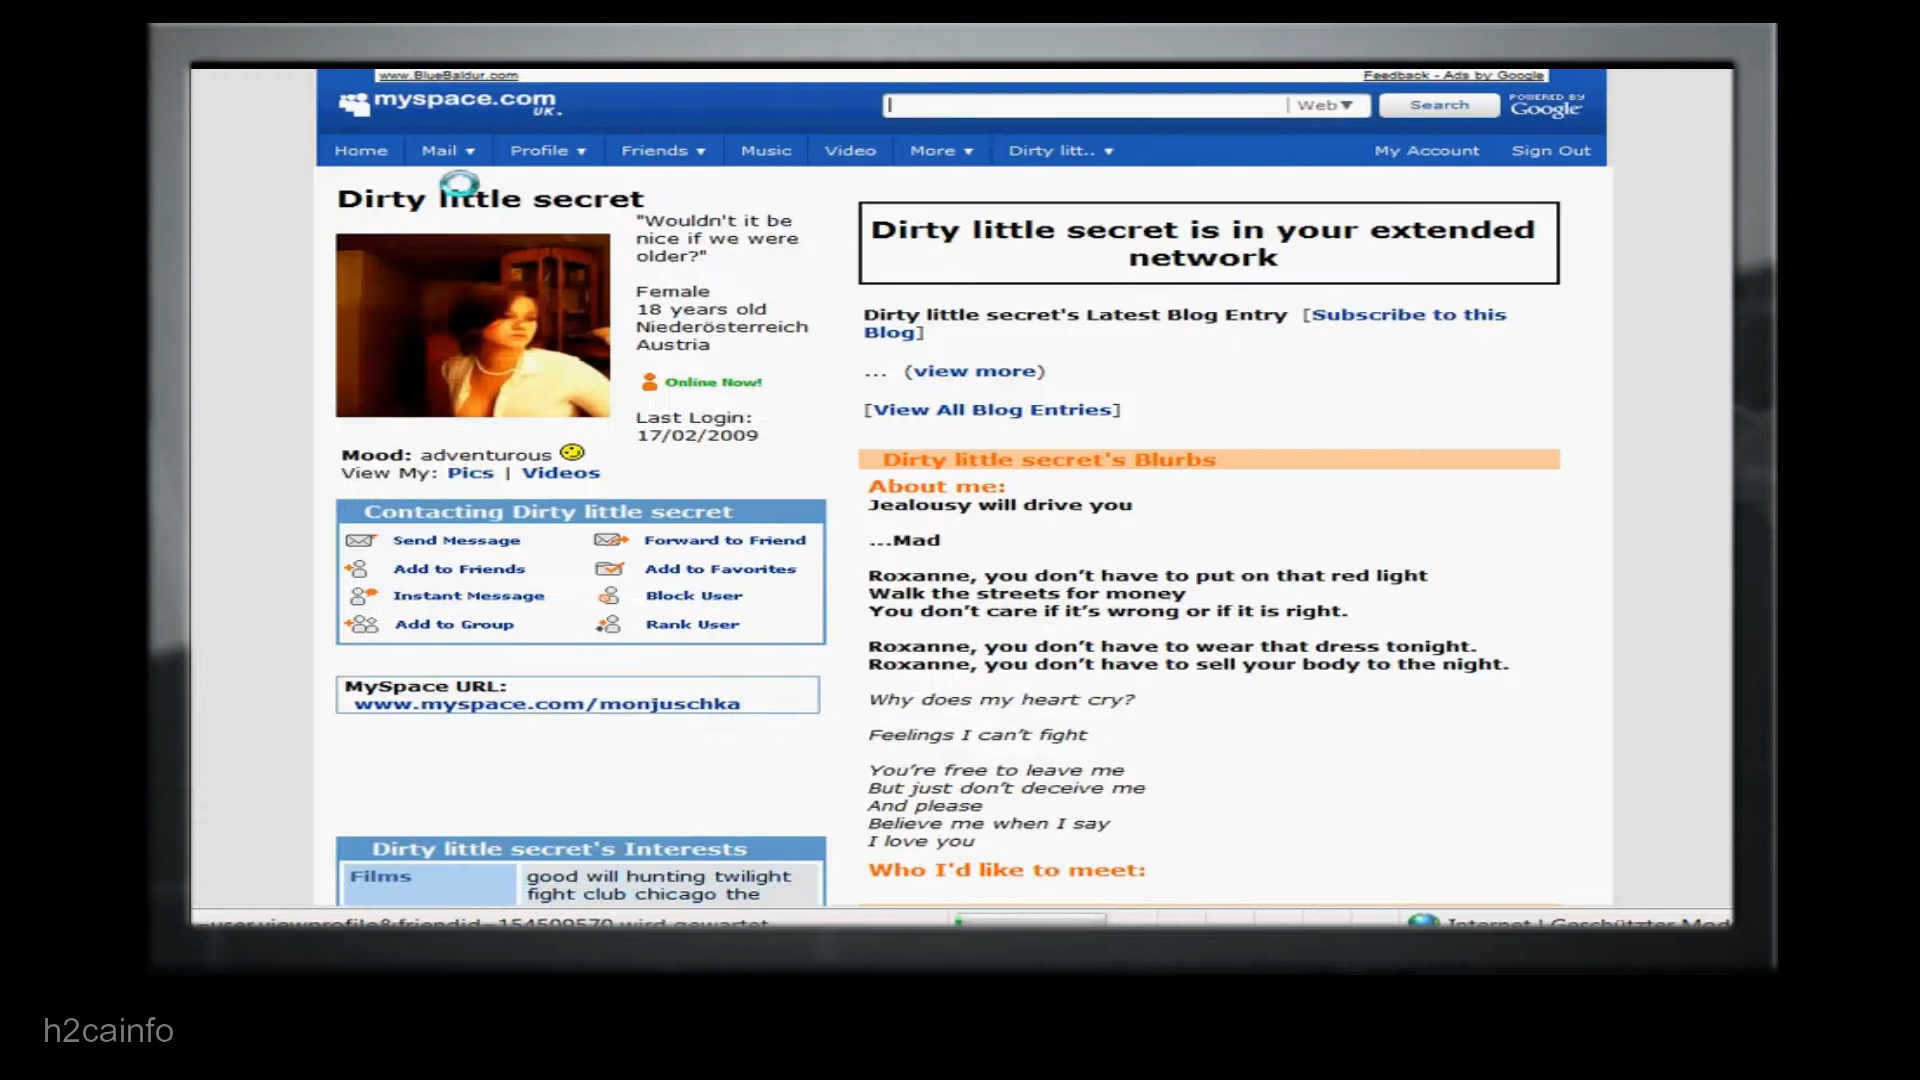 www.BlueBaldur.com
Feedback - Ads by Google
myspace.com
UK.
Web▼
Search
POWERED BY
Google
Home
Mail ▼
Profile ▼
Friends ▼
Music
Video
More ▼
Dirty litt.. ▼
My Account
Sign Out
Dirty little secret
"Wouldn't it be
nice if we were
older?"
Female
18 years old
Niederösterreich
Austria
Online Now!
Last Login:
17/02/2009
Mood: adventurous
View My: Pics | Videos
Contacting Dirty little secret
Send Message
Forward to Friend
Add to Friends
Add to Favorites
Instant Message
Block User
Add to Group
Rank User
MySpace URL:
www.myspace.com/monjuschka
Dirty little secret's Interests
Films
good will hunting twilight
fight club chicago the
Dirty little secret is in your extended
network
Dirty little secret's Latest Blog Entry [Subscribe to this
Blog]
... (view more)
[View All Blog Entries]
Dirty little secret's Blurbs
About me:
Jealousy will drive you
...Mad
Roxanne, you don't have to put on that red light
Walk the streets for money
You don't care if it's wrong or if it is right.
Roxanne, you don't have to wear that dress tonight.
Roxanne, you don't have to sell your body to the night.
Why does my heart cry?
Feelings I can't fight
You're free to leave me
But just don't deceive me
And please
Believe me when I say
I love you
Who I'd like to meet:
=user.viewprofile&friendid=154599570 wird gewartet
Internet | Geschützter Mod
h2cainfo